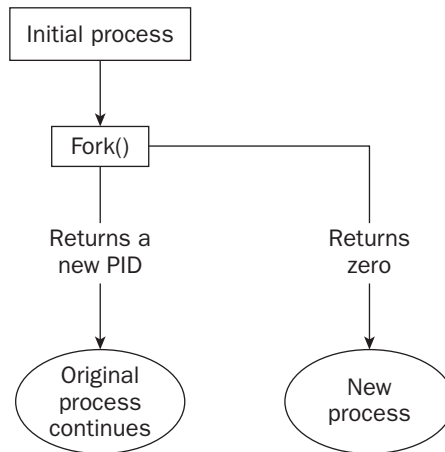 Initial process
Fork()
Returns a
new PID
Returns
zero
Original
process
continues
New
process